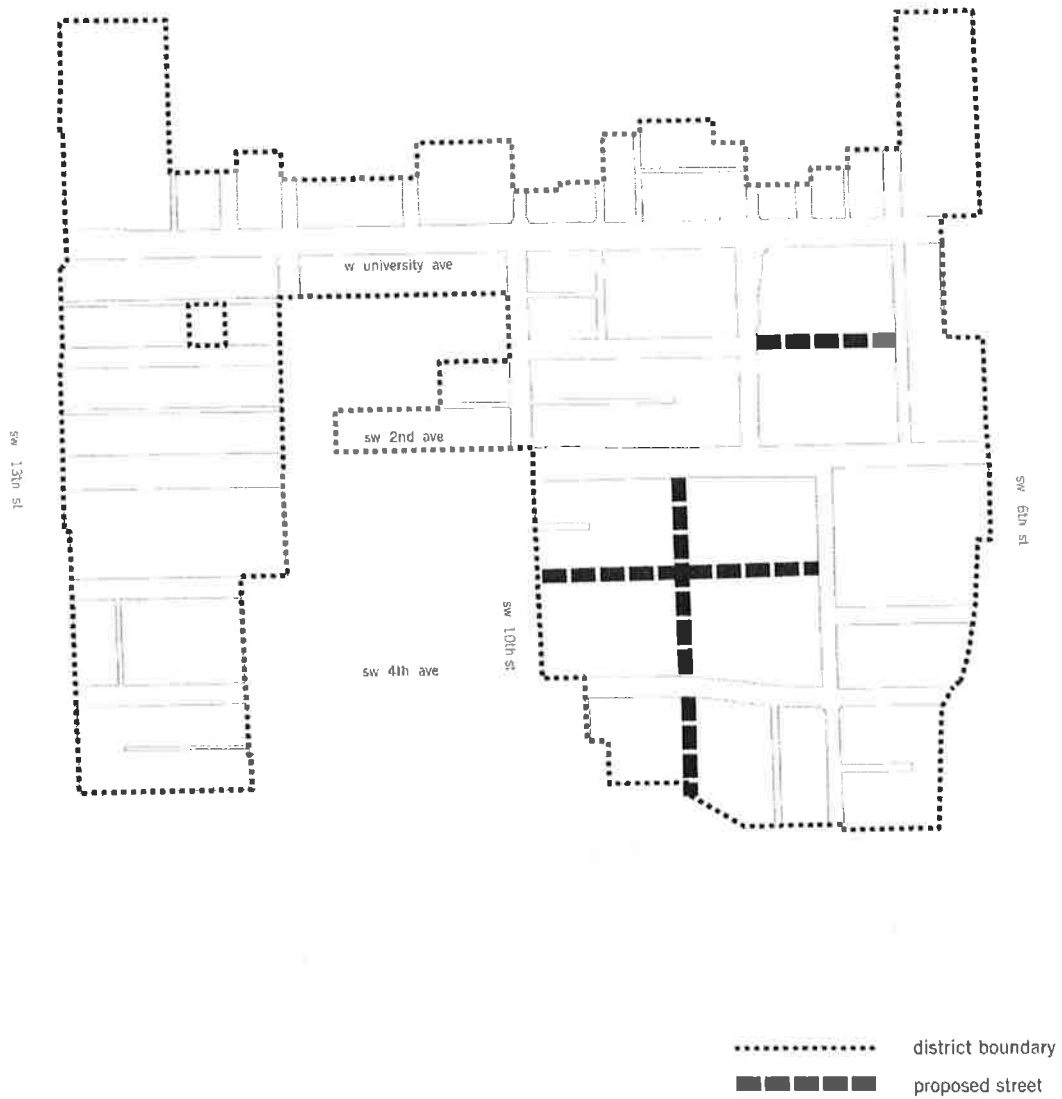 w university ave
sw 2nd ave
sw 13th st
sw 6th st
sw 10th st
sw 4th ave
district boundary
proposed street